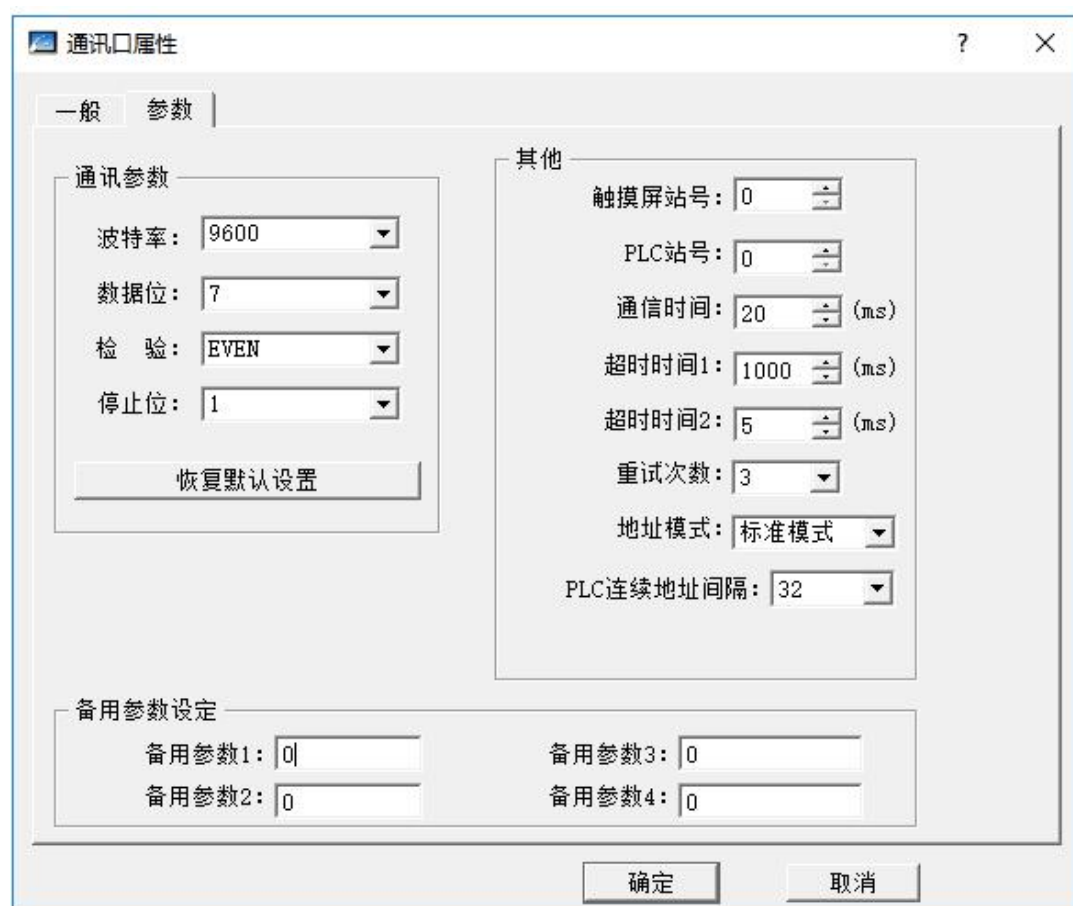 通讯口属性 ? ×
一般 参数
通讯参数
波特率: 9600
数据位: 7
检 验: EVEN
停止位: 1
恢复默认设置
其他
触摸屏站号: 0
PLC站号: 0
通信时间: 20 (ms)
超时时间1: 1000 (ms)
超时时间2: 5 (ms)
重试次数: 3
地址模式: 标准模式
PLC连续地址间隔: 32
备用参数设定
备用参数1: 0 备用参数3: 0
备用参数2: 0 备用参数4: 0
确定 取消